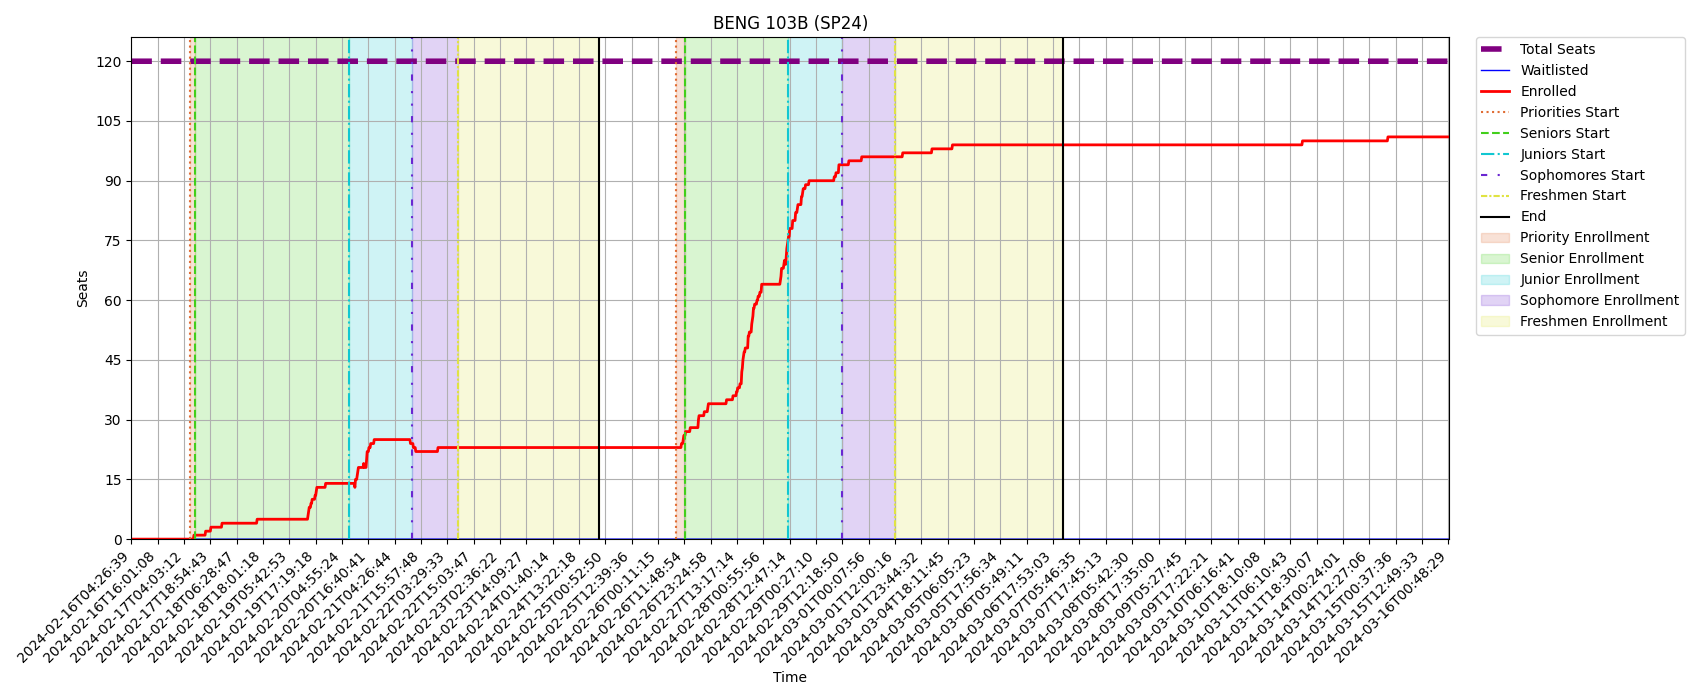 BENG 103B (SP24)
120
105
90
75
60
45
30
15
0
Seats
2024-02-16T04:26:39
2024-02-16T16:01:08
2024-02-17T04:03:12
2024-02-17T18:54:43
2024-02-18T06:28:47
2024-02-18T18:01:18
2024-02-19T05:42:53
2024-02-19T17:19:18
2024-02-20T04:55:24
2024-02-20T16:40:41
2024-02-21T04:26:44
2024-02-21T15:57:48
2024-02-22T03:29:33
2024-02-22T15:03:47
2024-02-23T02:36:22
2024-02-23T14:09:27
2024-02-24T01:40:14
2024-02-24T13:22:18
2024-02-25T00:52:50
2024-02-25T12:39:36
2024-02-26T00:11:15
2024-02-26T11:48:54
2024-02-26T23:24:58
2024-02-27T13:17:14
2024-02-28T00:55:56
2024-02-28T12:47:14
2024-02-29T00:27:10
2024-02-29T12:18:50
2024-03-01T00:07:56
2024-03-01T12:00:16
2024-03-01T23:44:32
2024-03-04T18:11:45
2024-03-05T06:05:23
2024-03-05T17:56:34
2024-03-06T05:49:11
2024-03-06T17:53:03
2024-03-07T05:46:35
2024-03-07T17:45:13
2024-03-08T05:42:30
2024-03-08T17:35:00
2024-03-09T05:27:45
2024-03-09T17:22:21
2024-03-10T06:16:41
2024-03-10T18:10:08
2024-03-11T06:10:43
2024-03-11T18:30:07
2024-03-14T00:24:01
2024-03-14T12:27:06
2024-03-15T00:37:36
2024-03-15T12:49:33
2024-03-16T00:48:29
Time
Total Seats
Waitlisted
Enrolled
Priorities Start
Seniors Start
Juniors Start
Sophomores Start
Freshmen Start
End
Priority Enrollment
Senior Enrollment
Junior Enrollment
Sophomore Enrollment
Freshmen Enrollment